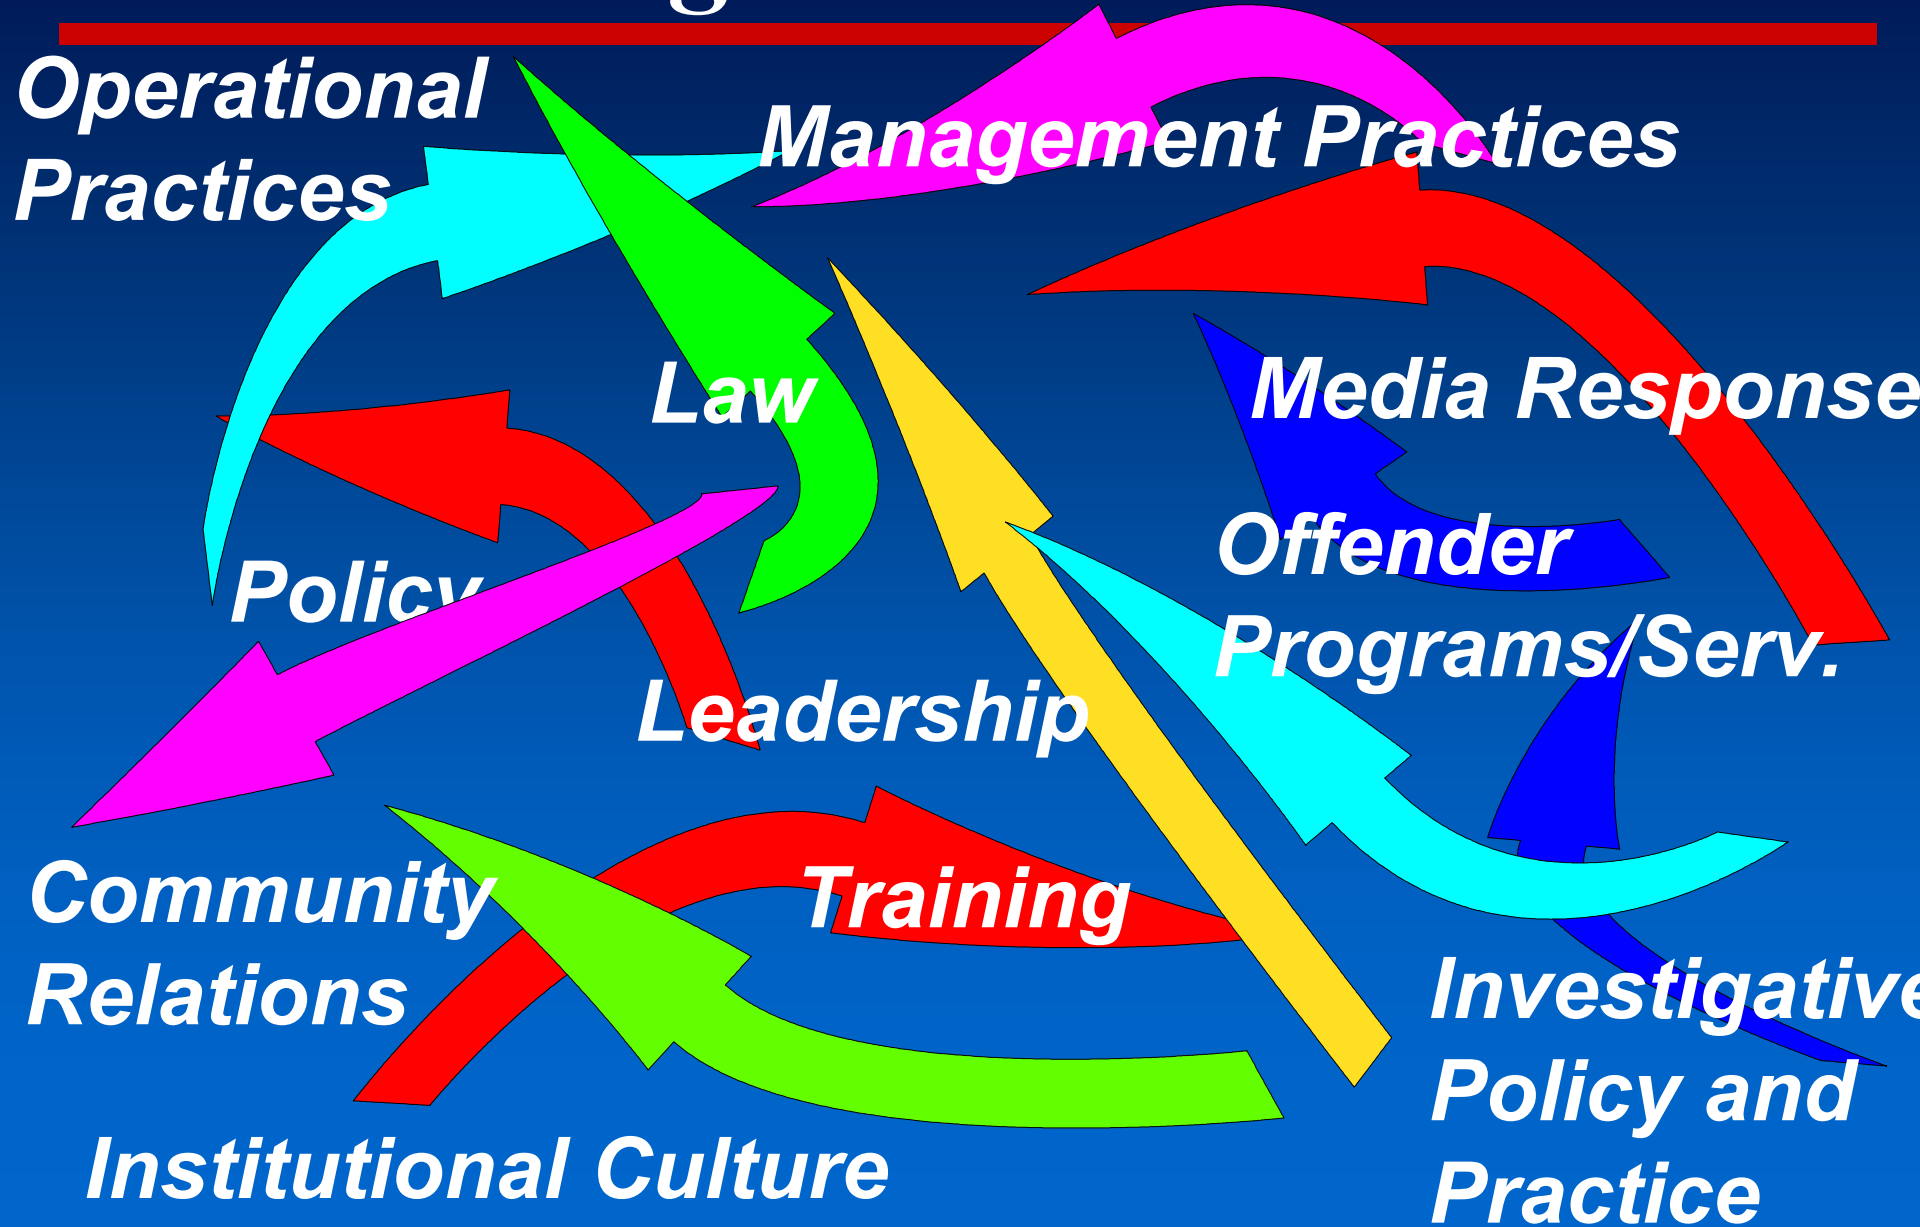 Operational
Practices
Management Practices
Law
Media Response
Policy
Offender
Programs/Serv.
Leadership
Community
Relations
Training
Investigative
Policy and
Practice
Institutional Culture